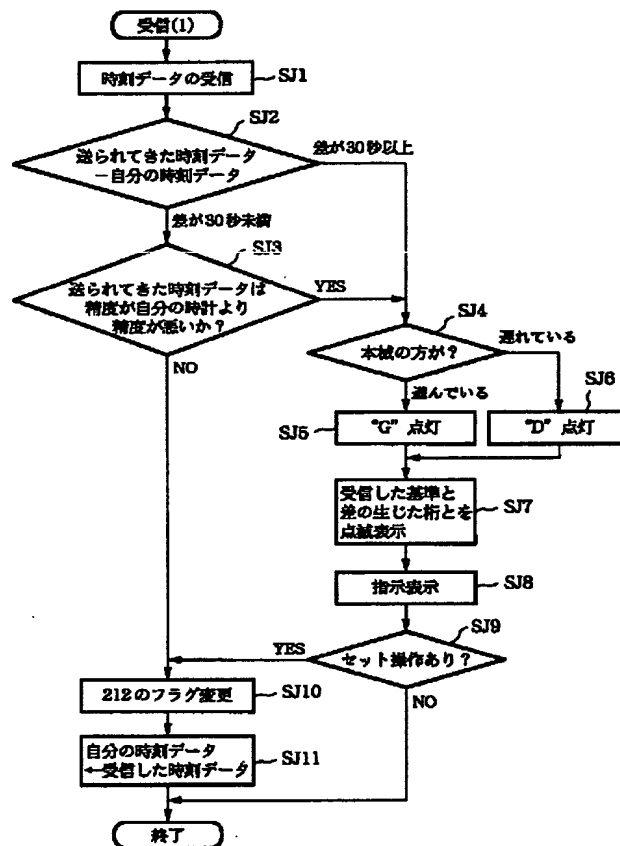 受信(1)
時刻データの受信
SJ1
SJ2
送られてきた時刻データ
－自分の時刻データ
差が30秒以上
差が30秒未満
SJ3
送られてきた時刻データは
精度が自分の時計より
精度が悪いか？
YES
NO
SJ4
本械の方が？
遅れている
進んでいる
SJ6
SJ5
“G”点灯
“D”点灯
受信した基準と
差の生じた桁とを
点滅表示
SJ7
指示表示
SJ8
SJ9
セット操作あり？
YES
NO
212のフラグ変更
SJ10
自分の時刻データ
←受信した時刻データ
SJ11
終了